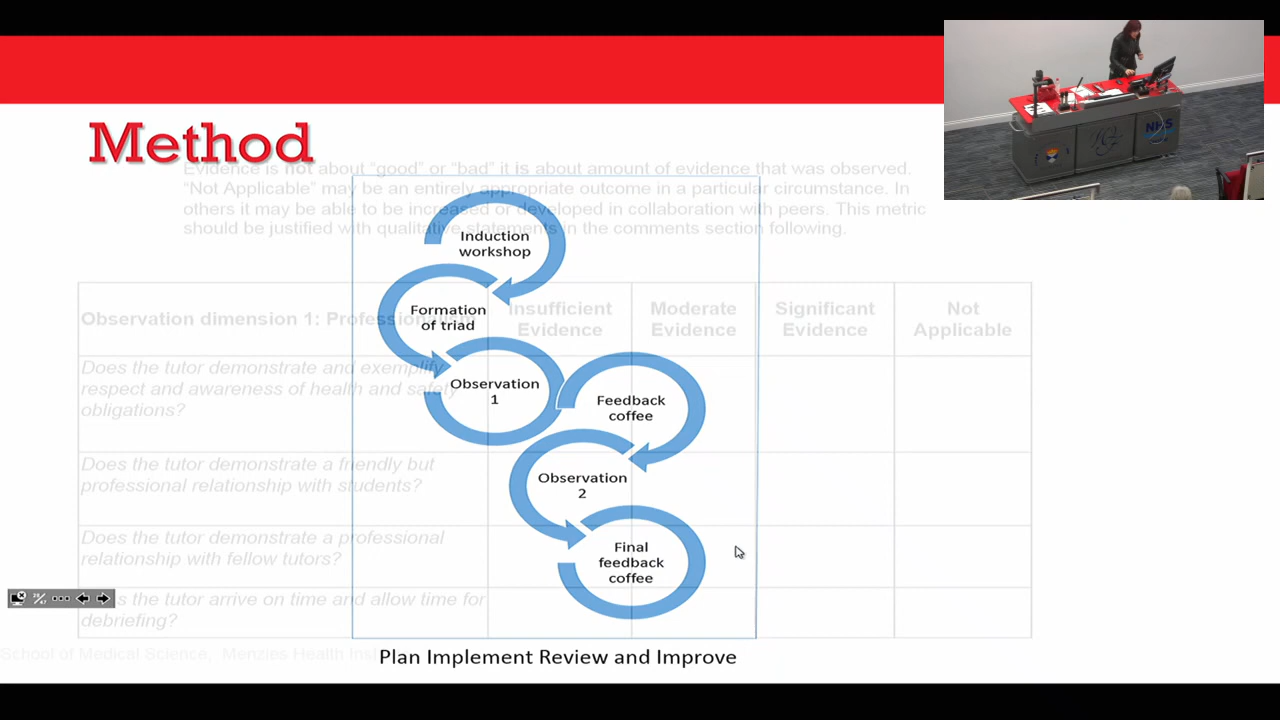 Method
Evidence is not about “good” or “bad” it is about amount of evidence that was observed.
“Not Applicable” may be an entirely appropriate outcome in a particular circumstance. In
others it may be able to be increased or developed in collaboration with peers. This metric
should be justified with qualitative statements in the comments section following.
Induction
workshop
Formation
of triad
Observation
1
Feedback
coffee
Observation
2
Final
feedback
coffee
Observation dimension 1:
Insufficient
Evidence
Moderate
Evidence
Significant
Evidence
Not
Applicable
Does the tutor demonstrate and exemplify
respect and awareness of health and safety
obligations?
Does the tutor demonstrate a friendly but
professional relationship with students?
Does the tutor demonstrate a professional
relationship with fellow tutors?
the tutor arrive on time and allow time for
debriefing?
School of Medical Science, Menzies Health
Plan Implement Review and Improve
NHS